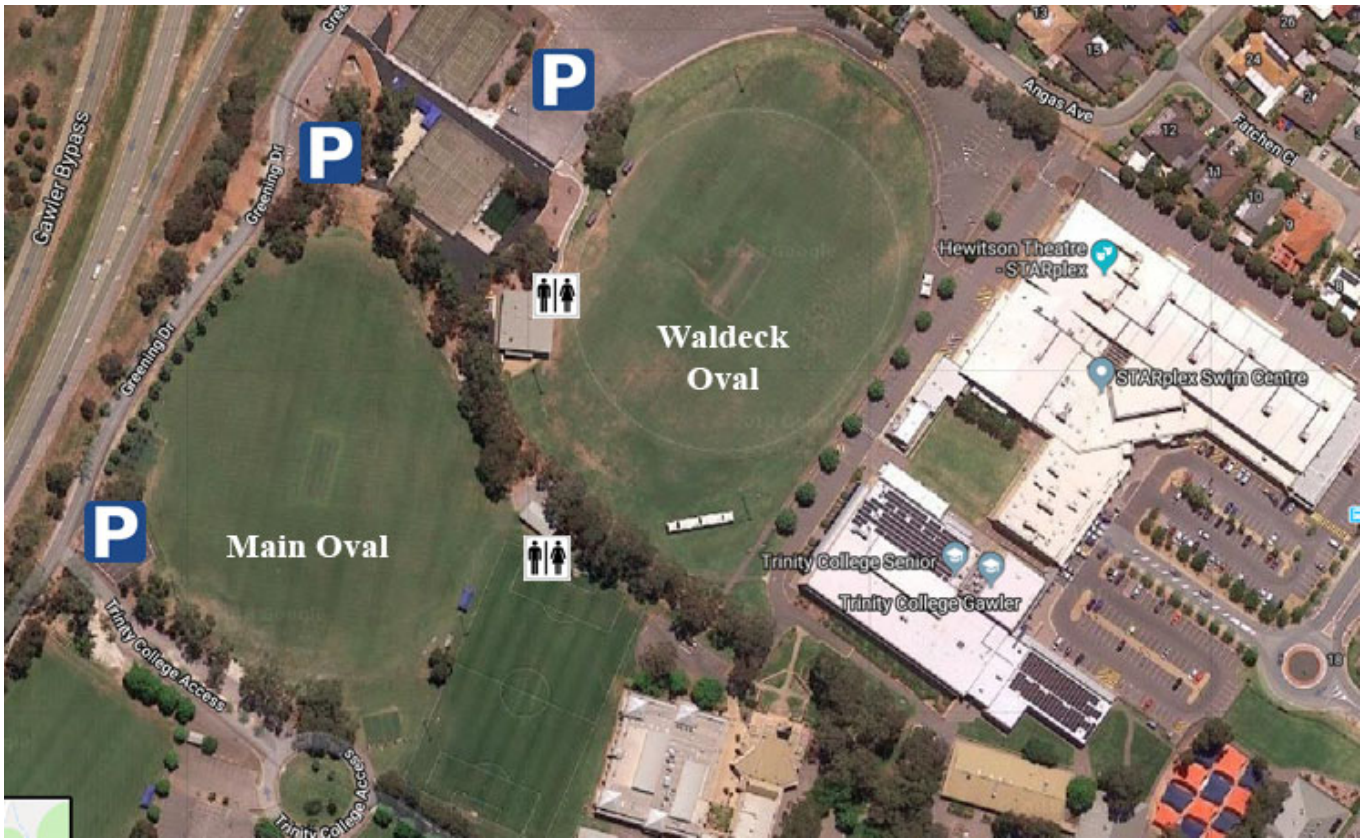 Gree
P
P
Angas Ave
Fatchen Cl
13
15
26
24
12
11
10
9
8
Gawler Bypass
Greening Dr
Hewitson Theatre
- STARplex
Waldeck
Oval
STARplex Swim Centre
Greening Dr
P
Main Oval
Trinity College Senior
Trinity College Gawler
18
Trinity College Access
Trinity College Access